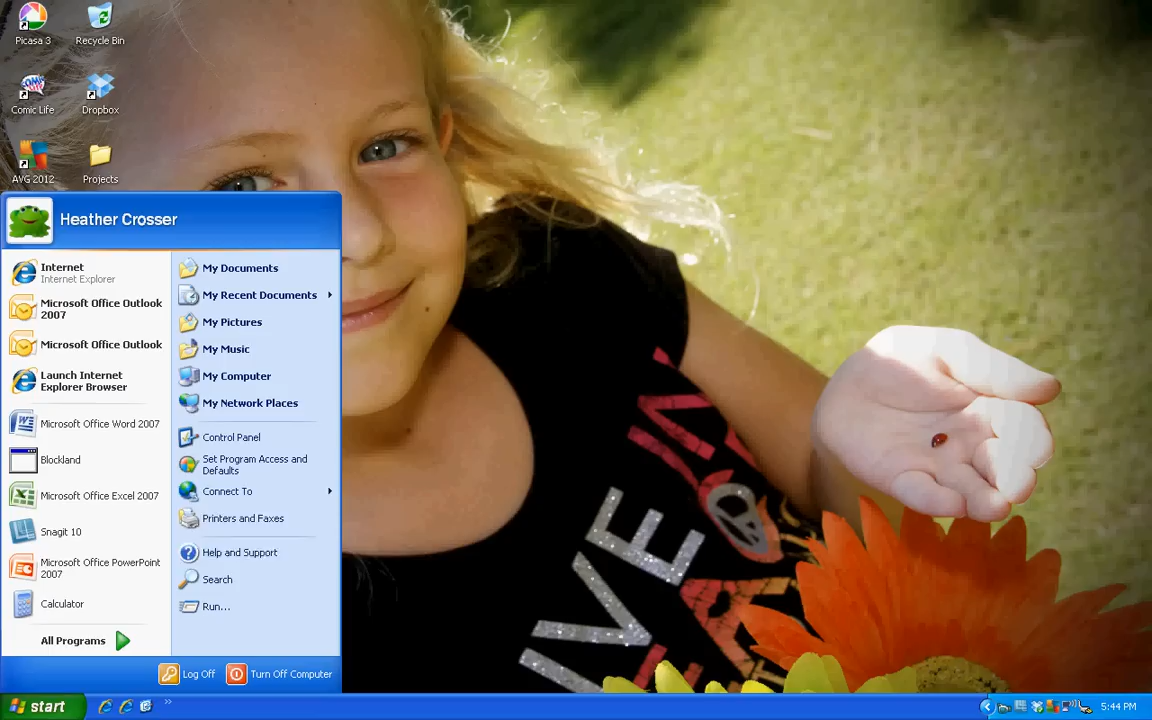 Picasa 3
Recycle Bin
Comic Life
Dropbox
AVG 2012
Projects
Heather Crosser
Internet
Internet Explorer
Microsoft Office Outlook
2007
Microsoft Office Outlook
Launch Internet
Explorer Browser
Microsoft Office Word 2007
Blockland
Microsoft Office Excel 2007
Snagit 10
Microsoft Office PowerPoint
2007
Calculator
All Programs
My Documents
My Recent Documents
My Pictures
My Music
My Computer
My Network Places
Control Panel
Set Program Access and
Defaults
Connect To
Printers and Faxes
Help and Support
Search
Run...
Log Off
Turn Off Computer
start
5:44 PM